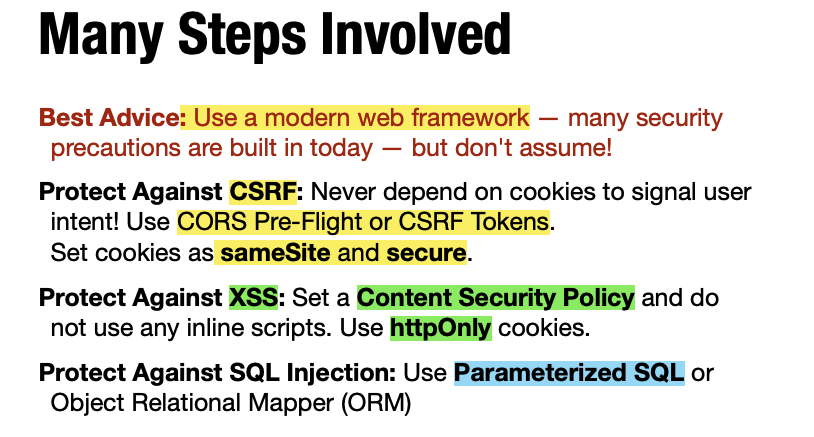 Many Steps Involved
Best Advice: Use a modern web framework — many security
precautions are built in today — but don't assume!
Protect Against CSRF: Never depend on cookies to signal user
intent! Use CORS Pre-Flight or CSRF Tokens.
Set cookies as sameSite and secure.
Protect Against XSS: Set a Content Security Policy and do
not use any inline scripts. Use httpOnly cookies.
Protect Against SQL Injection: Use Parameterized SQL or
Object Relational Mapper (ORM)